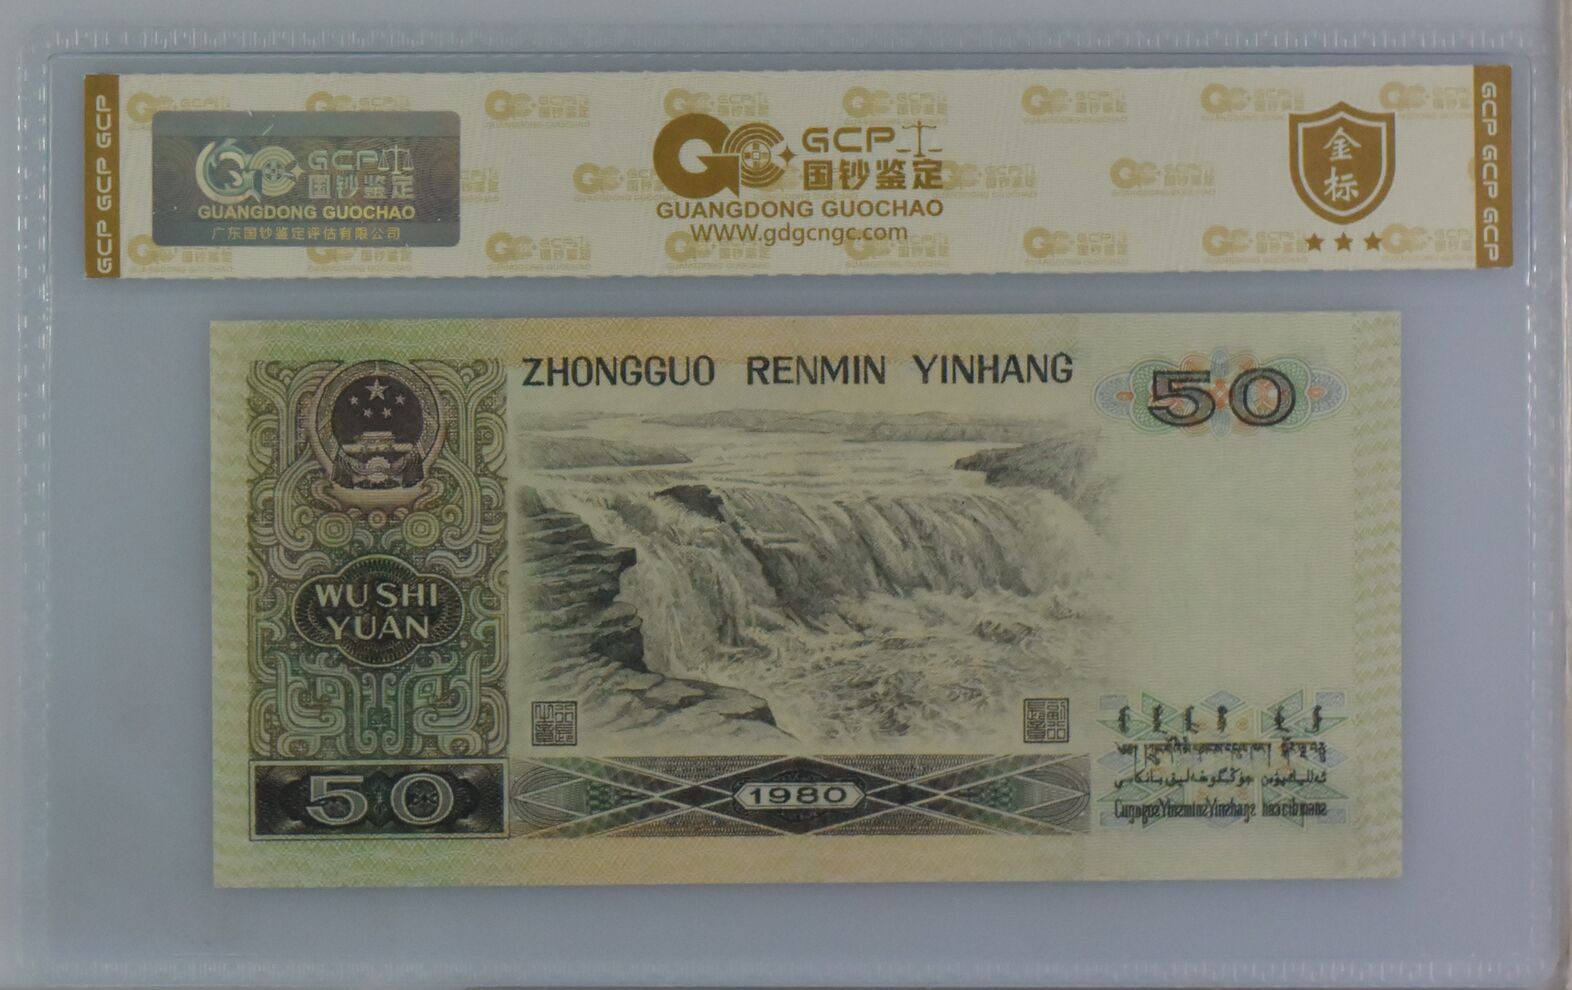 GCP GCP GCP
GCP 国钞鉴定
GUANGDONG GUOCHAO
广东国钞鉴定评估有限公司
GCP
国钞鉴定
GUANGDONG GUOCHAO
WWW.gdgcngc.com
金标
GCP GCP GCP
ZHONGGUO RENMIN YINHANG
50
WU SHI
YUAN
50
1980